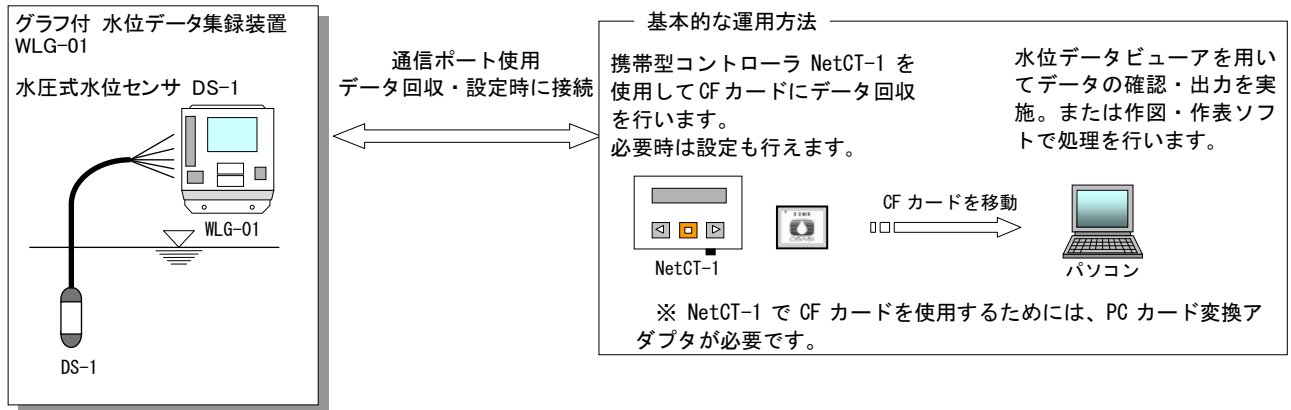 グラフ付 水位データ集録装置
WLG-01
水圧式水位センサ DS-1
WLG-01
DS-1
通信ポート使用
データ回収・設定時に接続
基本的な運用方法
携帯型コントローラ NetCT-1 を
使用して CF カードにデータ回収
を行います。
必要時は設定も行えます。
NetCT-1
OSASI
CF カードを移動
水位データビューアを用い
てデータの確認・出力を実
施。または作図・作表ソフ
トで処理を行います。
パソコン
※ NetCT-1 で CF カードを使用するためには、PC カード変換ア
ダプタが必要です。